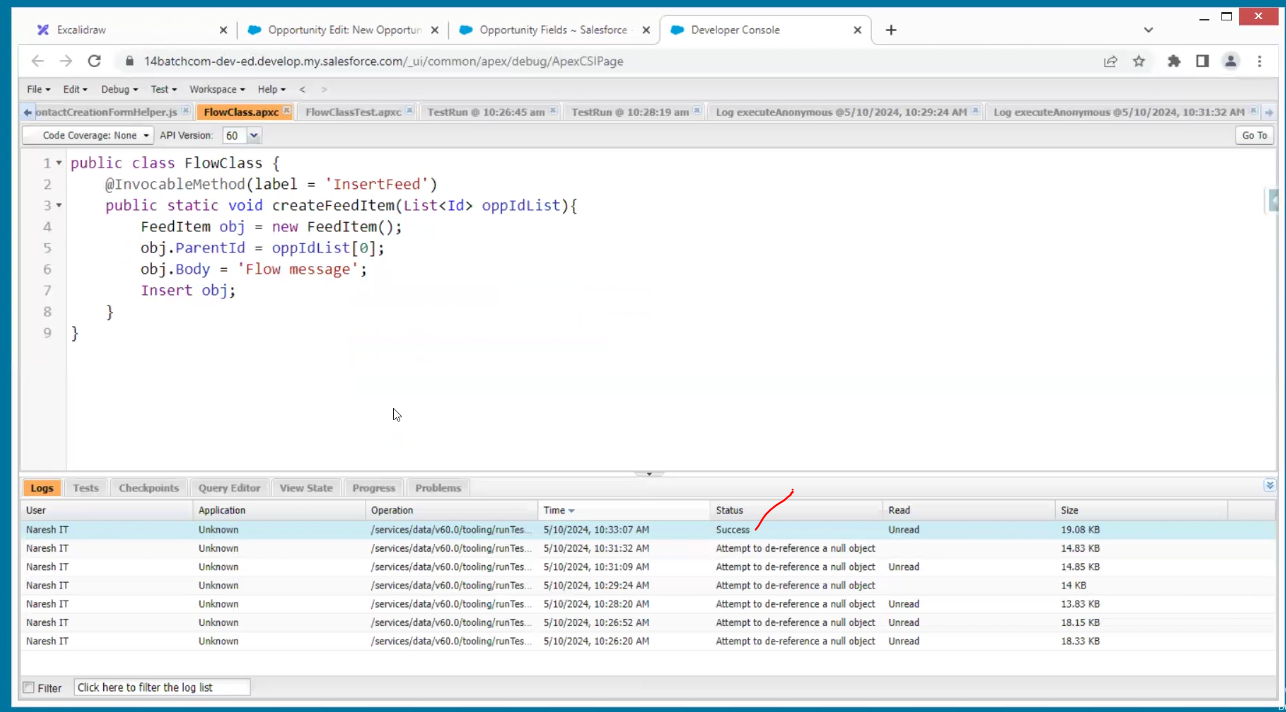 Excalidraw
Opportunity Edit: New Opportun
Opportunity Fields ~ Salesforce
Developer Console
14batchcom-dev-ed.develop.my.salesforce.com/_ui/common/apex/debug/ApexCSIPage
File Edit Debug Test Workspace Help < >
ontactCreationFormHelper.js FlowClass.apxc FlowClassTest.apxc TestRun @ 10:26:45 am TestRun @ 10:28:19 am Log executeAnonymous @5/10/2024, 10:29:24 AM Log executeAnonymous @5/10/2024, 10:31:32 AM
Code Coverage: None API Version: 60 Go To
1 public class FlowClass {
2 @InvocableMethod(label = 'InsertFeed')
3 public static void createFeedItem(List<Id> oppIdList){
4 FeedItem obj = new FeedItem();
5 obj.ParentId = oppIdList[0];
6 obj.Body = 'Flow message';
7 Insert obj;
8 }
9 }
Logs Tests Checkpoints Query Editor View State Progress Problems
User Application Operation Time Status Read Size
Naresh IT Unknown /services/data/v60.0/tooling/runTes... 5/10/2024, 10:33:07 AM Success Unread 19.08 KB
Naresh IT Unknown /services/data/v60.0/tooling/runTes... 5/10/2024, 10:31:32 AM Attempt to de-reference a null object 14.83 KB
Naresh IT Unknown /services/data/v60.0/tooling/runTes... 5/10/2024, 10:31:09 AM Attempt to de-reference a null object Unread 14.85 KB
Naresh IT Unknown /services/data/v60.0/tooling/runTes... 5/10/2024, 10:29:24 AM Attempt to de-reference a null object 14 KB
Naresh IT Unknown /services/data/v60.0/tooling/runTes... 5/10/2024, 10:28:20 AM Attempt to de-reference a null object Unread 13.83 KB
Naresh IT Unknown /services/data/v60.0/tooling/runTes... 5/10/2024, 10:26:52 AM Attempt to de-reference a null object Unread 18.15 KB
Naresh IT Unknown /services/data/v60.0/tooling/runTes... 5/10/2024, 10:26:20 AM Attempt to de-reference a null object Unread 18.33 KB
Filter Click here to filter the log list